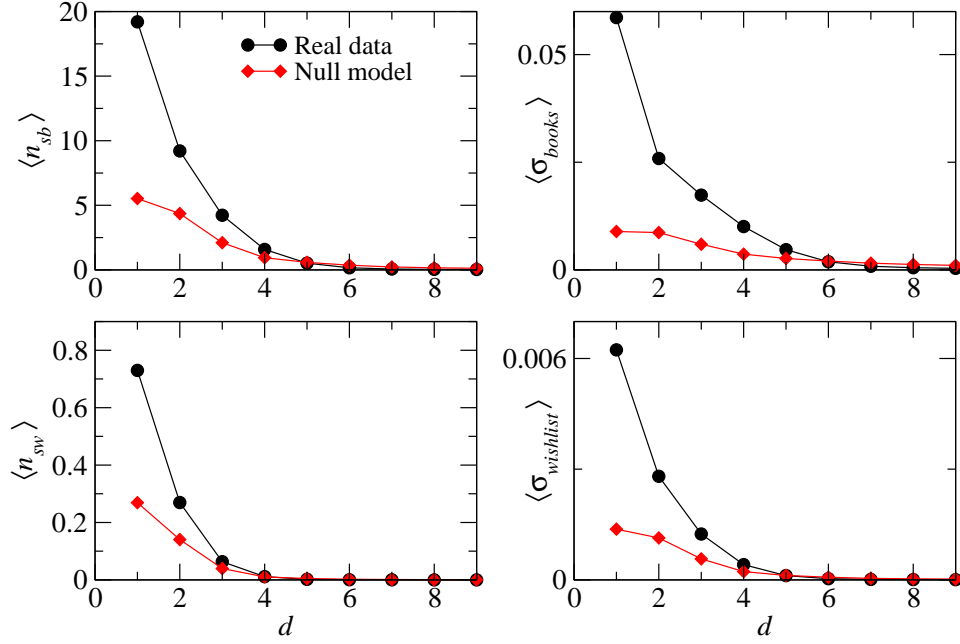 20
15
10
5
0
⟨n_sb⟩
Real data
Null model
0 2 4 6 8
0.05
0
⟨σ_books⟩
0 2 4 6 8
0.8
0.6
0.4
0.2
0
⟨n_sw⟩
0 2 4 6 8
d
0.006
0
⟨σ_wishlist⟩
0 2 4 6 8
d